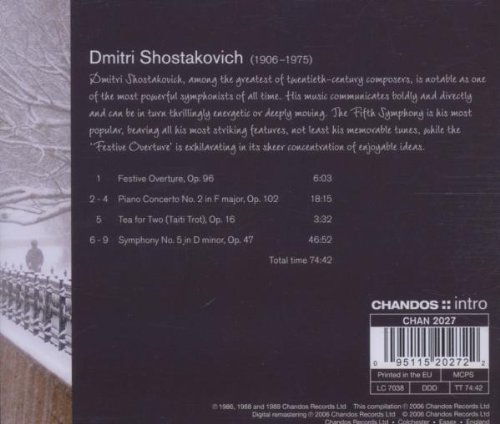 Dmitri Shostakovich (1906–1975)
Dmitri Shostakovich, among the greatest of twentieth-century composers, is notable as one
of the most powerful symphonists of all time. His music communicates boldly and directly
and can be in turn thrillingly energetic or deeply moving. The Fifth Symphony is his most
popular, bearing all his most striking features, not least his memorable tunes, while the
'Festive Overture' is exhilarating in its sheer concentration of enjoyable ideas.
1 Festive Overture, Op. 96 6:03
2 - 4 Piano Concerto No. 2 in F major, Op. 102 18:15
5 Tea for Two (Taiti Trot), Op. 16 3:32
6 - 9 Symphony No. 5 in D minor, Op. 47 46:52
Total time 74:42
CHANDOS :: intro
CHAN 2027
0 95115 20272 2
Printed in the EU MCPS
LC 7038 DDD TT 74:42
℗ 1986, 1988 and 1989 Chandos Records Ltd This compilation ℗ 2006 Chandos Records Ltd
Digital remastering ℗ 2006 Chandos Records Ltd © 2006 Chandos Records Ltd
Chandos Records Ltd • Colchester • Essex • England